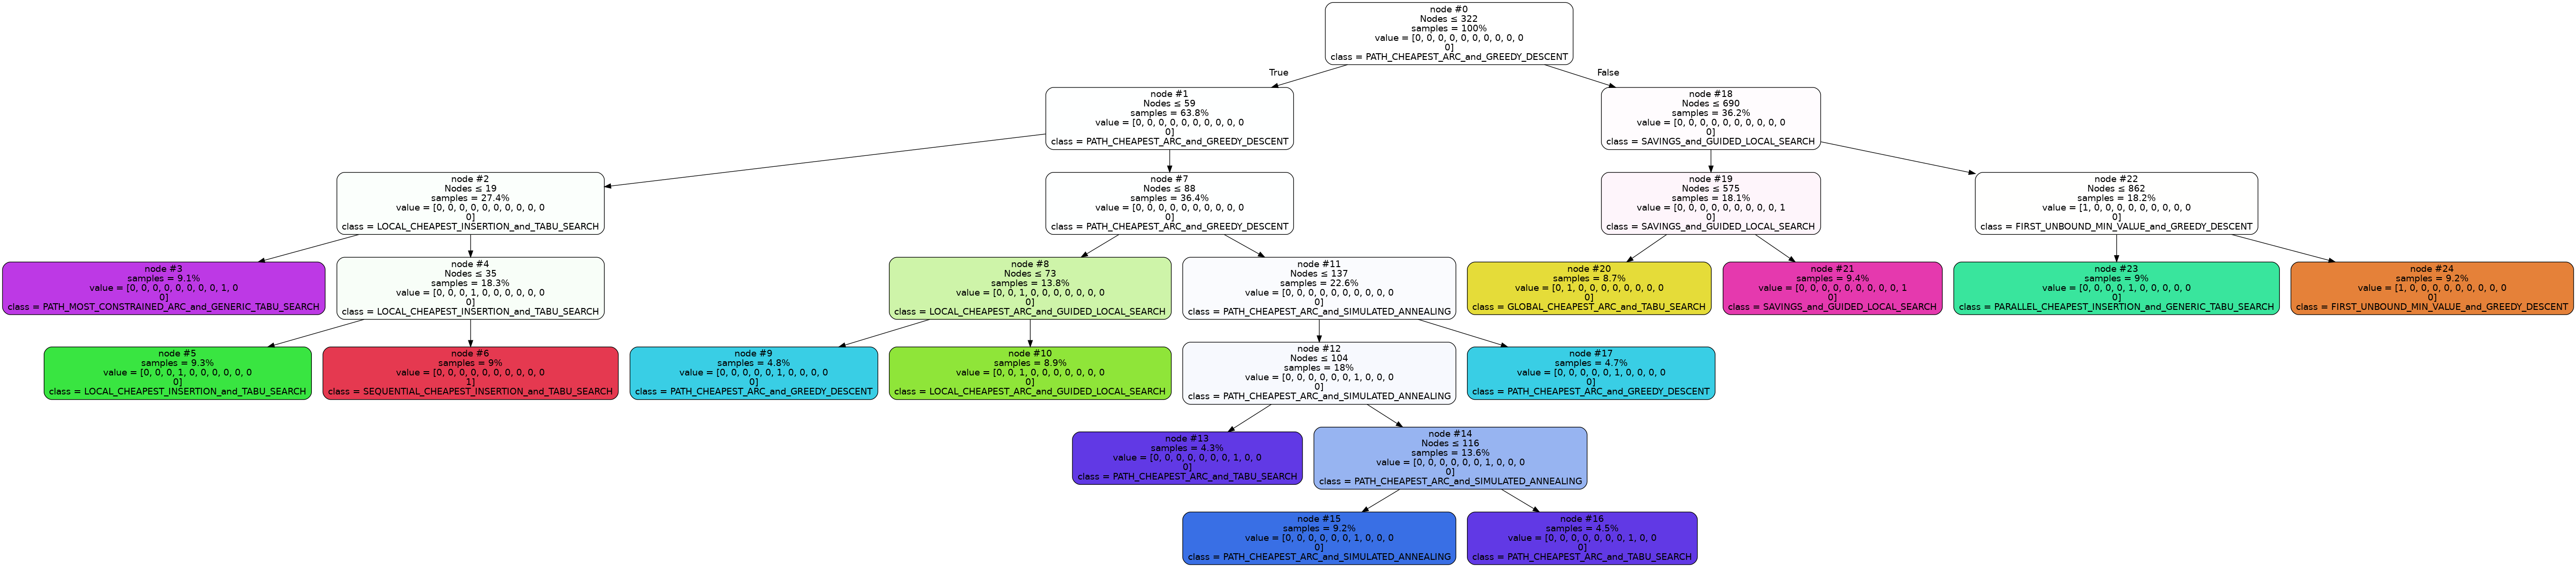 node #0
Nodes ≤ 322
samples = 100%
value = [0, 0, 0, 0, 0, 0, 0, 0, 0, 0
0]
class = PATH_CHEAPEST_ARC_and_GREEDY_DESCENT
True
False
node #1
Nodes ≤ 59
samples = 63.8%
value = [0, 0, 0, 0, 0, 0, 0, 0, 0, 0
0]
class = PATH_CHEAPEST_ARC_and_GREEDY_DESCENT
node #18
Nodes ≤ 690
samples = 36.2%
value = [0, 0, 0, 0, 0, 0, 0, 0, 0, 0
0]
class = SAVINGS_and_GUIDED_LOCAL_SEARCH
node #2
Nodes ≤ 19
samples = 27.4%
value = [0, 0, 0, 0, 0, 0, 0, 0, 0, 0
0]
class = LOCAL_CHEAPEST_INSERTION_and_TABU_SEARCH
node #7
Nodes ≤ 88
samples = 36.4%
value = [0, 0, 0, 0, 0, 0, 0, 0, 0, 0
0]
class = PATH_CHEAPEST_ARC_and_GREEDY_DESCENT
node #19
Nodes ≤ 575
samples = 18.1%
value = [0, 0, 0, 0, 0, 0, 0, 0, 0, 1
0]
class = SAVINGS_and_GUIDED_LOCAL_SEARCH
node #22
Nodes ≤ 862
samples = 18.2%
value = [1, 0, 0, 0, 0, 0, 0, 0, 0, 0
0]
class = FIRST_UNBOUND_MIN_VALUE_and_GREEDY_DESCENT
node #3
samples = 9.1%
value = [0, 0, 0, 0, 0, 0, 0, 0, 1, 0
0]
class = PATH_MOST_CONSTRAINED_ARC_and_GENERIC_TABU_SEARCH
node #4
Nodes ≤ 35
samples = 18.3%
value = [0, 0, 0, 1, 0, 0, 0, 0, 0, 0
0]
class = LOCAL_CHEAPEST_INSERTION_and_TABU_SEARCH
node #8
Nodes ≤ 73
samples = 13.8%
value = [0, 0, 1, 0, 0, 0, 0, 0, 0, 0
0]
class = LOCAL_CHEAPEST_ARC_and_GUIDED_LOCAL_SEARCH
node #11
Nodes ≤ 137
samples = 22.6%
value = [0, 0, 0, 0, 0, 0, 0, 0, 0, 0
0]
class = PATH_CHEAPEST_ARC_and_SIMULATED_ANNEALING
node #20
samples = 8.7%
value = [0, 1, 0, 0, 0, 0, 0, 0, 0, 0
0]
class = GLOBAL_CHEAPEST_ARC_and_TABU_SEARCH
node #21
samples = 9.4%
value = [0, 0, 0, 0, 0, 0, 0, 0, 0, 1
0]
class = SAVINGS_and_GUIDED_LOCAL_SEARCH
node #23
samples = 9%
value = [0, 0, 0, 0, 1, 0, 0, 0, 0, 0
0]
class = PARALLEL_CHEAPEST_INSERTION_and_GENERIC_TABU_SEARCH
node #24
samples = 9.2%
value = [1, 0, 0, 0, 0, 0, 0, 0, 0, 0
0]
class = FIRST_UNBOUND_MIN_VALUE_and_GREEDY_DESCENT
node #5
samples = 9.3%
value = [0, 0, 0, 1, 0, 0, 0, 0, 0, 0
0]
class = LOCAL_CHEAPEST_INSERTION_and_TABU_SEARCH
node #6
samples = 9%
value = [0, 0, 0, 0, 0, 0, 0, 0, 0, 0
1]
class = SEQUENTIAL_CHEAPEST_INSERTION_and_TABU_SEARCH
node #9
samples = 4.8%
value = [0, 0, 0, 0, 0, 1, 0, 0, 0, 0
0]
class = PATH_CHEAPEST_ARC_and_GREEDY_DESCENT
node #10
samples = 8.9%
value = [0, 0, 1, 0, 0, 0, 0, 0, 0, 0
0]
class = LOCAL_CHEAPEST_ARC_and_GUIDED_LOCAL_SEARCH
node #12
Nodes ≤ 104
samples = 18%
value = [0, 0, 0, 0, 0, 0, 1, 0, 0, 0
0]
class = PATH_CHEAPEST_ARC_and_SIMULATED_ANNEALING
node #17
samples = 4.7%
value = [0, 0, 0, 0, 0, 1, 0, 0, 0, 0
0]
class = PATH_CHEAPEST_ARC_and_GREEDY_DESCENT
node #13
samples = 4.3%
value = [0, 0, 0, 0, 0, 0, 0, 1, 0, 0
0]
class = PATH_CHEAPEST_ARC_and_TABU_SEARCH
node #14
Nodes ≤ 116
samples = 13.6%
value = [0, 0, 0, 0, 0, 0, 1, 0, 0, 0
0]
class = PATH_CHEAPEST_ARC_and_SIMULATED_ANNEALING
node #15
samples = 9.2%
value = [0, 0, 0, 0, 0, 0, 1, 0, 0, 0
0]
class = PATH_CHEAPEST_ARC_and_SIMULATED_ANNEALING
node #16
samples = 4.5%
value = [0, 0, 0, 0, 0, 0, 0, 1, 0, 0
0]
class = PATH_CHEAPEST_ARC_and_TABU_SEARCH